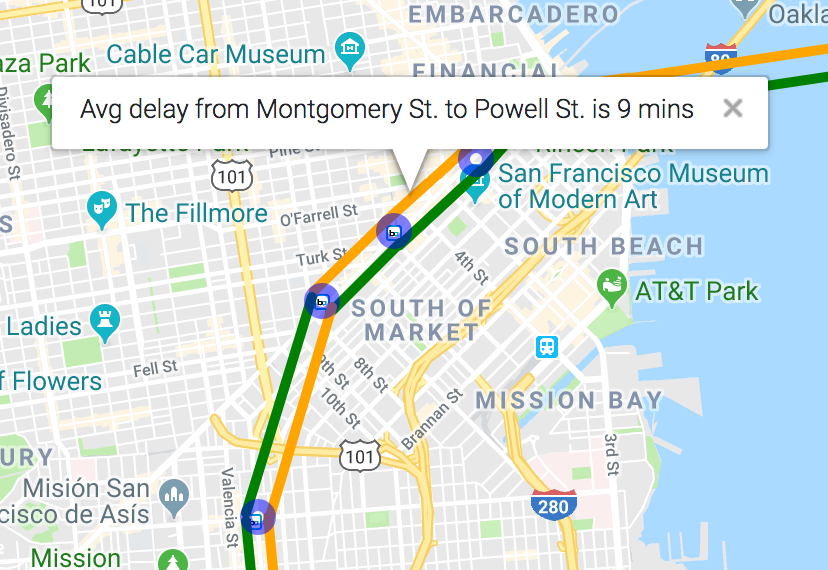 101
EMBARCADERO
Oakla
Cable Car Museum
aza Park
FINANCIAL
80
Avg delay from Montgomery St. to Powell St. is 9 mins
Divisadero St
Lafayette Park
Pine St
Rincon Park
101
San Francisco Museum
of Modern Art
The Fillmore
O'Farrell St
S
SOUTH BEACH
Turk St
4th St
AT&T Park
SOUTH OF
MARKET
Ladies
Fell St
f Flowers
9th St
8th St
10th St
MISSION BAY
Brannan St
3rd St
101
URY
Misión San
cisco de Asís
Valencia St
280
Mission